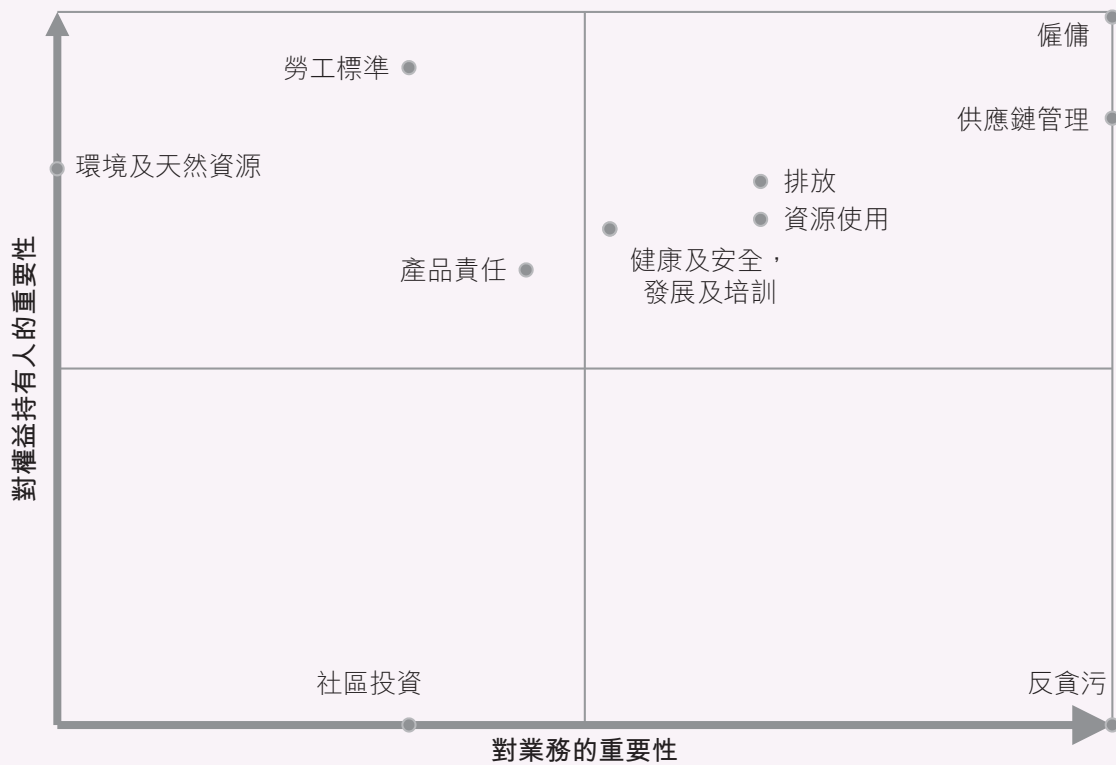 僱傭
勞工標準
供應鏈管理
環境及天然資源
排放
資源使用
健康及安全，
發展及培訓
產品責任
對權益持有人的重要性
社區投資
反貪污
對業務的重要性